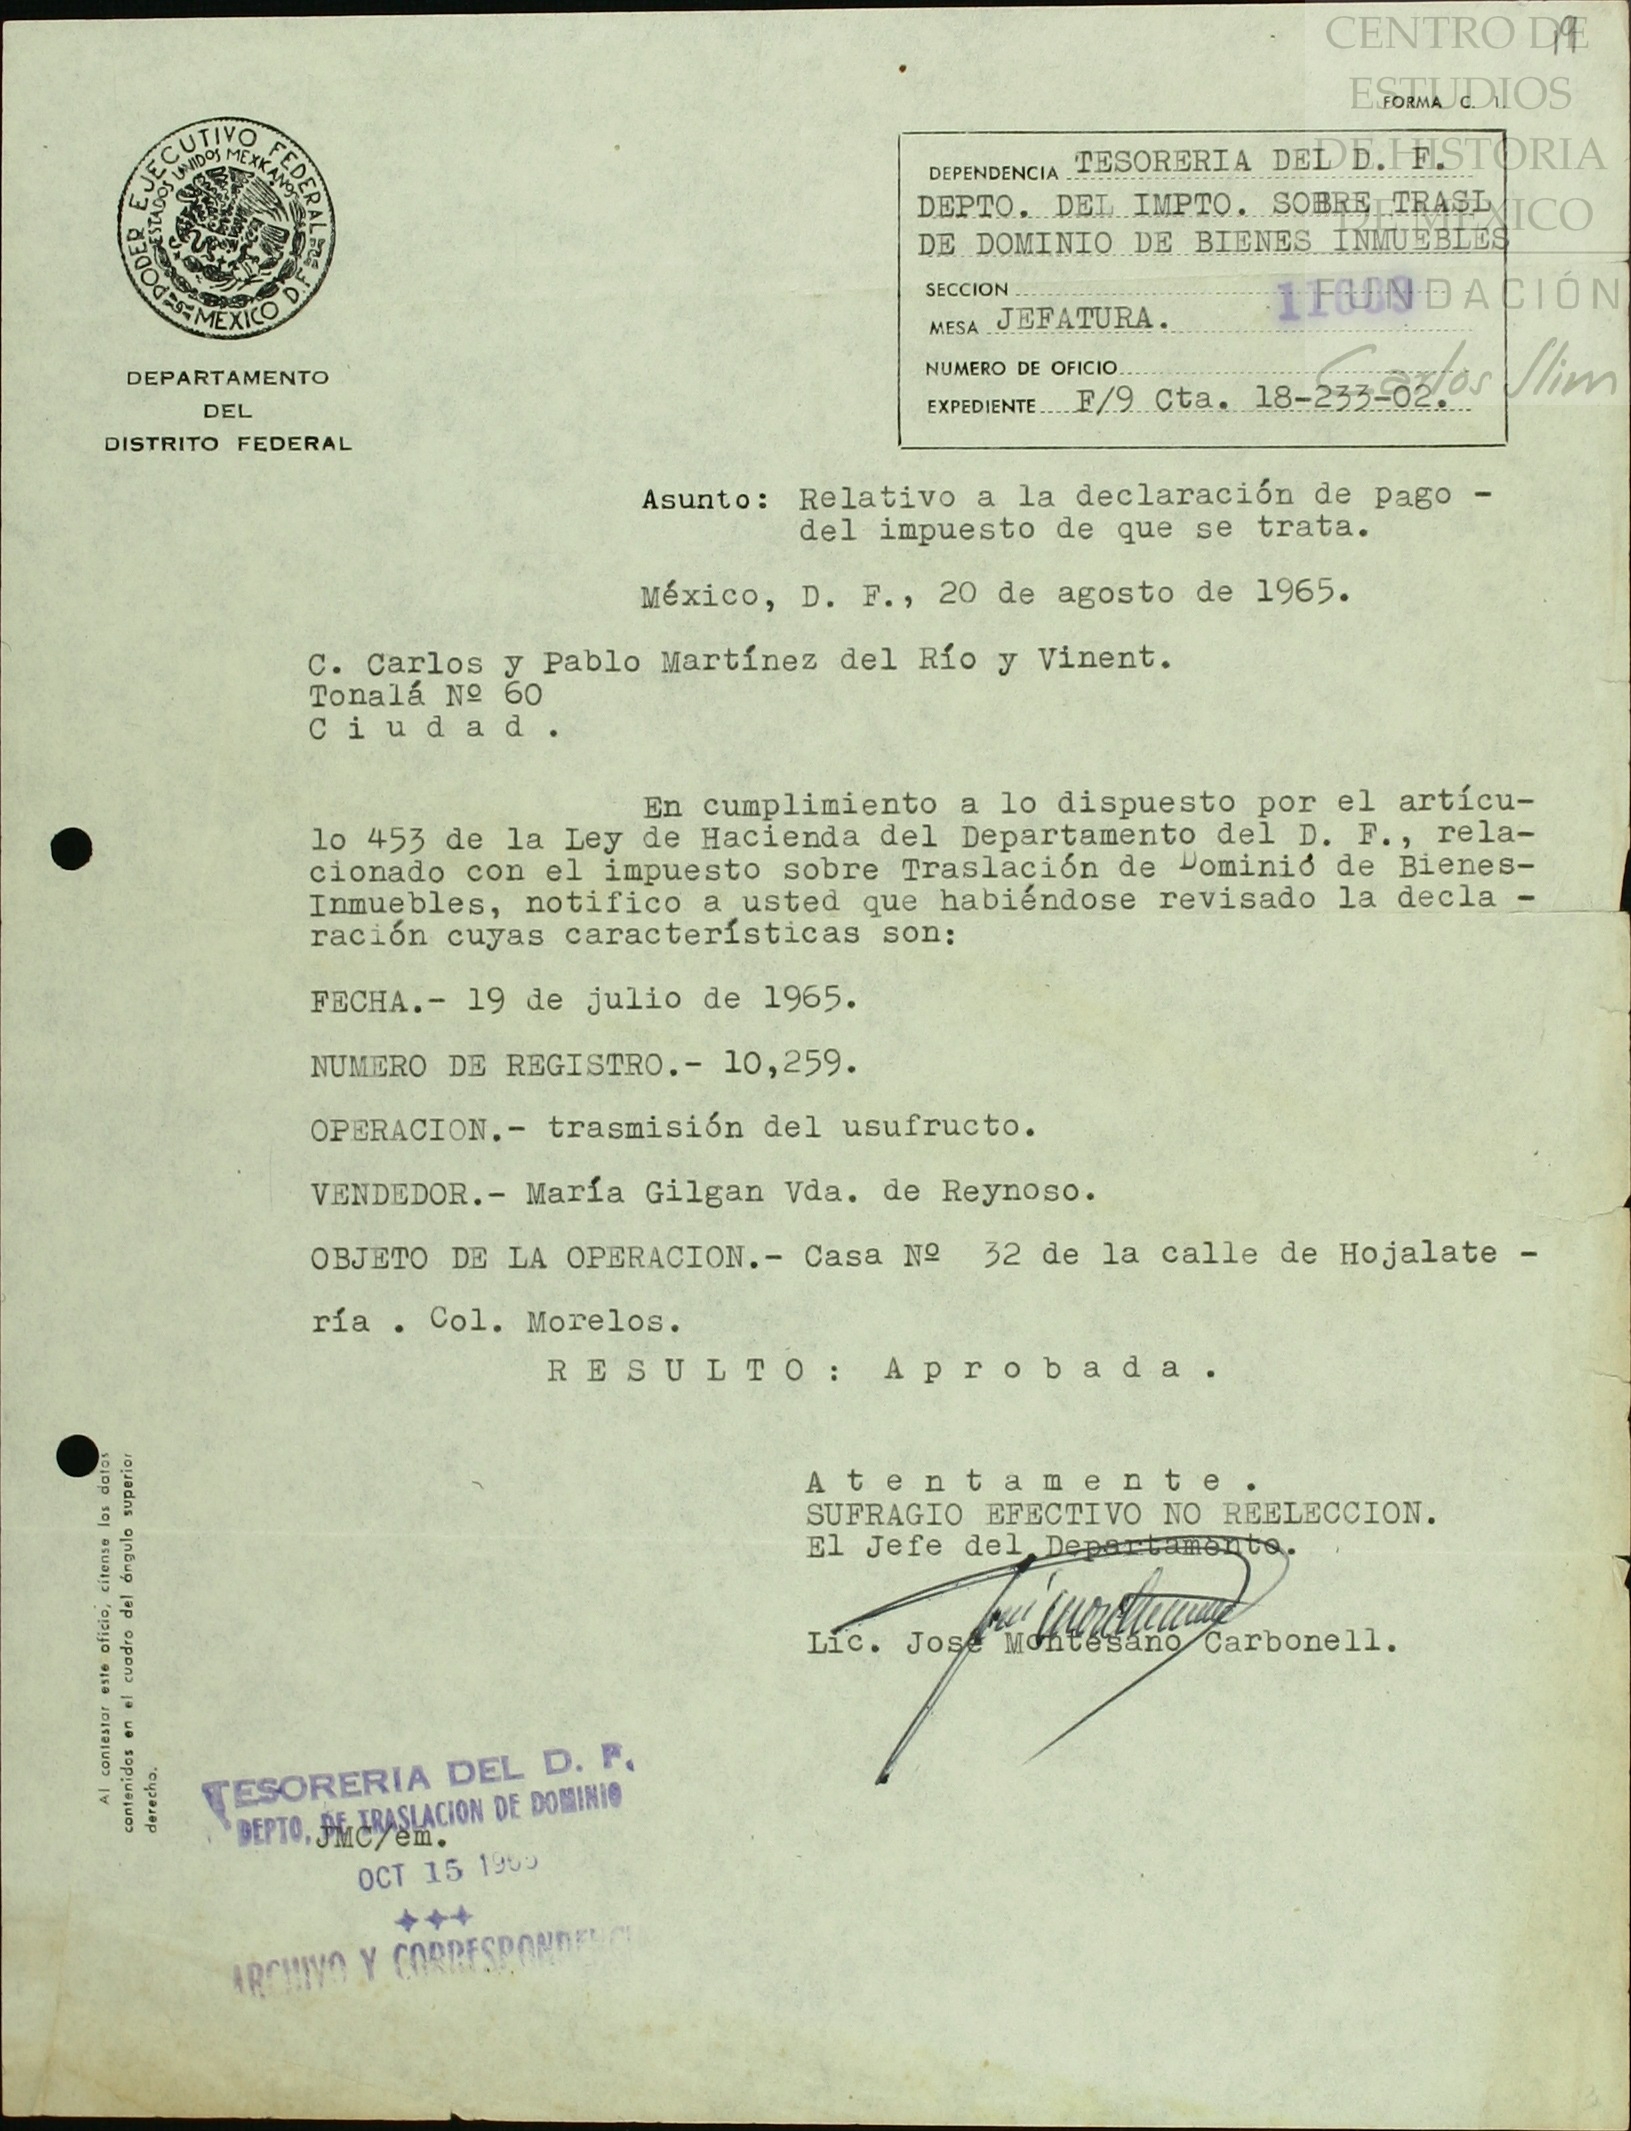 19
CENTRO DE
ESTUDIOS
DE HISTORIA
DE MÉXICO
FUNDACIÓN
Carlos Slim
FORMA C. 1.
PODER EJECUTIVO FEDERAL
ESTADOS UNIDOS MEXICANOS
MEXICO D.F.
DEPARTAMENTO
DEL
DISTRITO FEDERAL
DEPENDENCIA TESORERIA DEL D. F.
DEPTO. DEL IMPTO. SOBRE TRASL
DE DOMINIO DE BIENES INMUEBLES
SECCION
MESA JEFATURA.
NUMERO DE OFICIO
EXPEDIENTE F/9 Cta. 18-233-02.
Asunto: Relativo a la declaración de pago -
del impuesto de que se trata.
México, D. F., 20 de agosto de 1965.
C. Carlos y Pablo Martínez del Río y Vinent.
Tonalá Nº 60
C i u d a d .
En cumplimiento a lo dispuesto por el artícu-
lo 453 de la Ley de Hacienda del Departamento del D. F., rela-
cionado con el impuesto sobre Traslación de Dominió de Bienes-
Inmuebles, notifico a usted que habiéndose revisado la decla -
ración cuyas características son:
FECHA.- 19 de julio de 1965.
NUMERO DE REGISTRO.- 10,259.
OPERACION.- trasmisión del usufructo.
VENDEDOR.- María Gilgan Vda. de Reynoso.
OBJETO DE LA OPERACION.- Casa Nº 32 de la calle de Hojalate -
ría . Col. Morelos.
R E S U L T O : A p r o b a d a .
A t e n t a m e n t e .
SUFRAGIO EFECTIVO NO REELECCION.
El Jefe del Departamento.
Lic. José Montesano Carbonell.
Al contestar este oficio, cítense los datos
contenidos en el cuadro del ángulo superior
derecho.
TESORERIA DEL D. F.
DEPTO. DE TRASLACION DE DOMINIO
JMC/em.
OCT 15 1965
ARCHIVO Y CORRESPONDENCIA